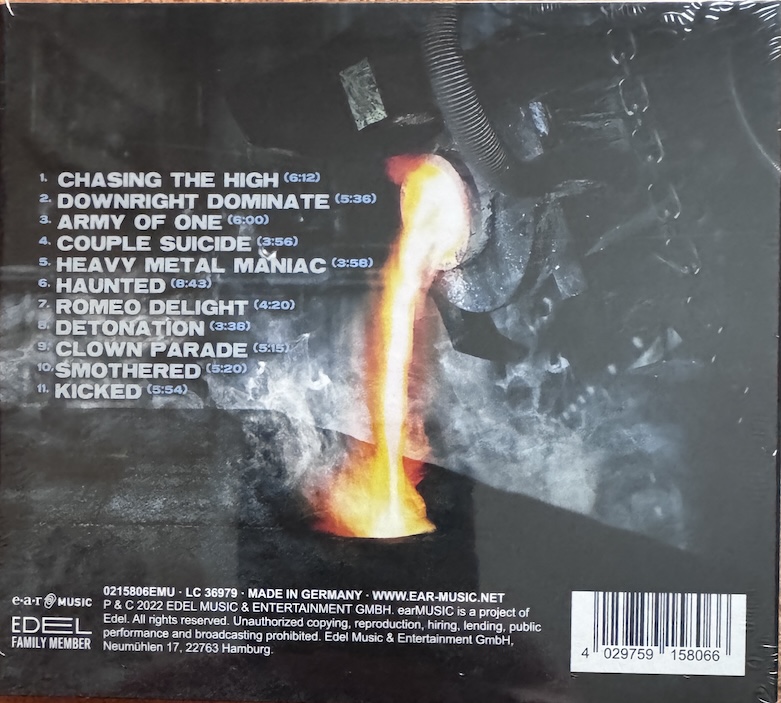 1. CHASING THE HIGH (6:12)
2. DOWNRIGHT DOMINATE (5:36)
3. ARMY OF ONE (6:00)
4. COUPLE SUICIDE (3:56)
5. HEAVY METAL MANIAC (3:58)
6. HAUNTED (8:43)
7. ROMEO DELIGHT (4:20)
8. DETONATION (3:38)
9. CLOWN PARADE (5:15)
10. SMOTHERED (5:20)
11. KICKED (5:54)
e·a·r MUSIC
EDEL
FAMILY MEMBER
0215806EMU · LC 36979 · MADE IN GERMANY · WWW.EAR-MUSIC.NET
P & C 2022 EDEL MUSIC & ENTERTAINMENT GMBH. earMUSIC is a project of
Edel. All rights reserved. Unauthorized copying, reproduction, hiring, lending, public
performance and broadcasting prohibited. Edel Music & Entertainment GmbH,
Neumühlen 17, 22763 Hamburg.
4 029759 158066